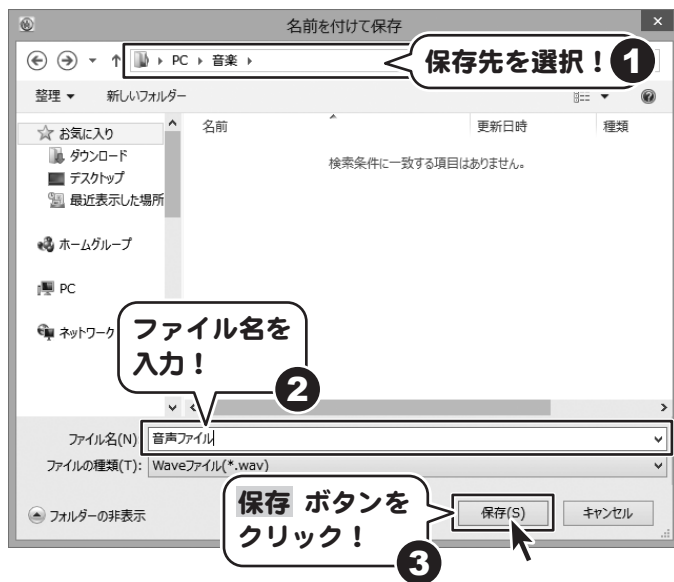 名前を付けて保存
PC 音楽
保存先を選択！ 1
整理 新しいフォルダー
名前 更新日時 種類
検索条件に一致する項目はありません。
お気に入り
ダウンロード
デスクトップ
最近表示した場所
ホームグループ
PC
ネットワーク
ファイル名を
入力！
2
ファイル名(N) 音声ファイル
ファイルの種類(T): Waveファイル(*.wav)
フォルダーの非表示
保存 ボタンを
クリック！
3
保存(S) キャンセル